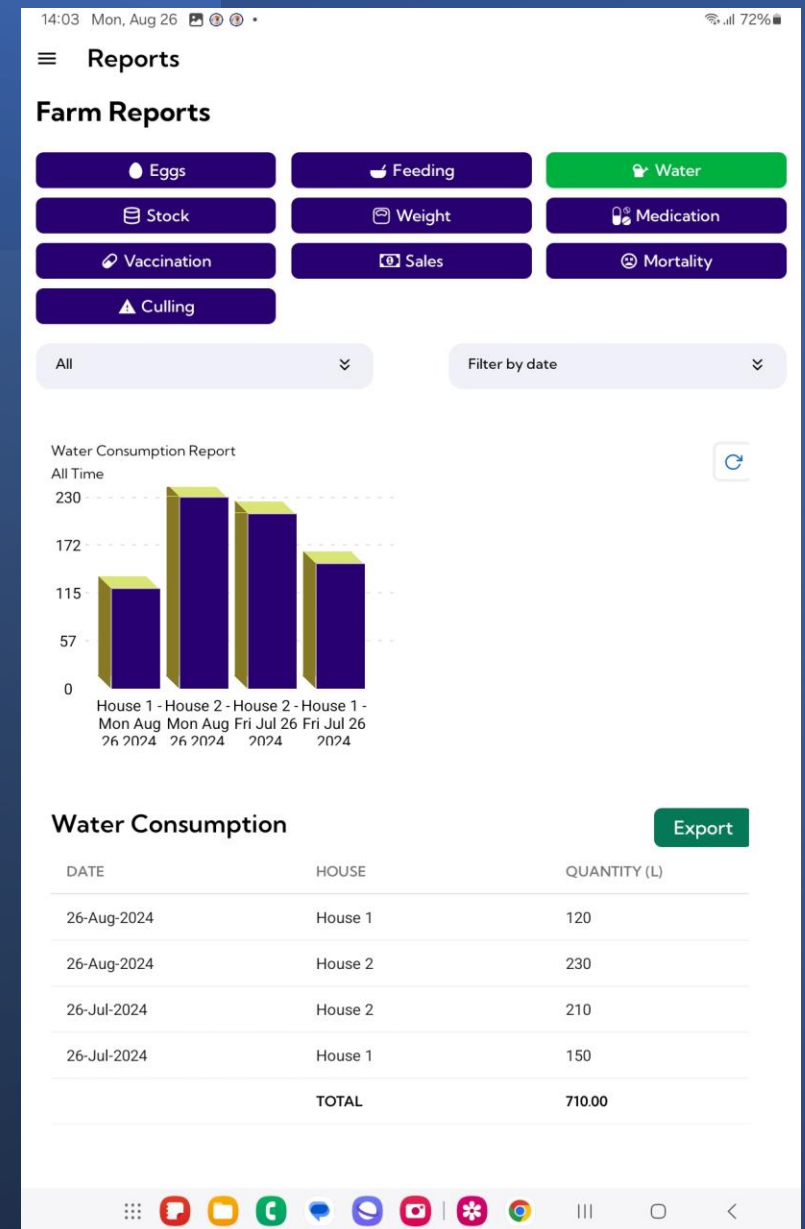 14:03 Mon, Aug 26 72%
Reports
Farm Reports
Eggs Feeding Water
Stock Weight Medication
Vaccination Sales Mortality
Culling
All Filter by date
Water Consumption Report
All Time
230
172
115
57
0
House 1 - House 2 - House 2 - House 1 -
Mon Aug Mon Aug Fri Jul 26 Fri Jul 26
26 2024 26 2024 2024 2024
Water Consumption Export
DATE HOUSE QUANTITY (L)
26-Aug-2024 House 1 120
26-Aug-2024 House 2 230
26-Jul-2024 House 2 210
26-Jul-2024 House 1 150
TOTAL 710.00